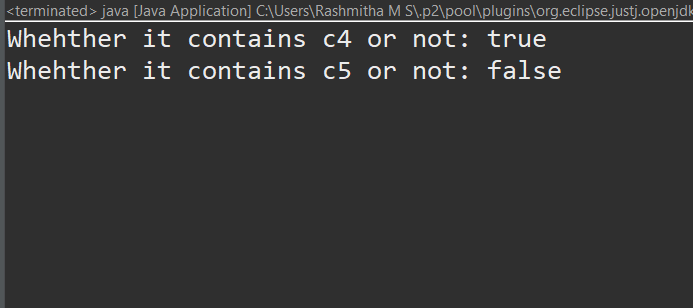 <terminated> java [Java Application] C:\Users\Rashmitha M S\.p2\pool\plugins\org.eclipse.justj.openjdk
Whehther it contains c4 or not: true
Whehther it contains c5 or not: false